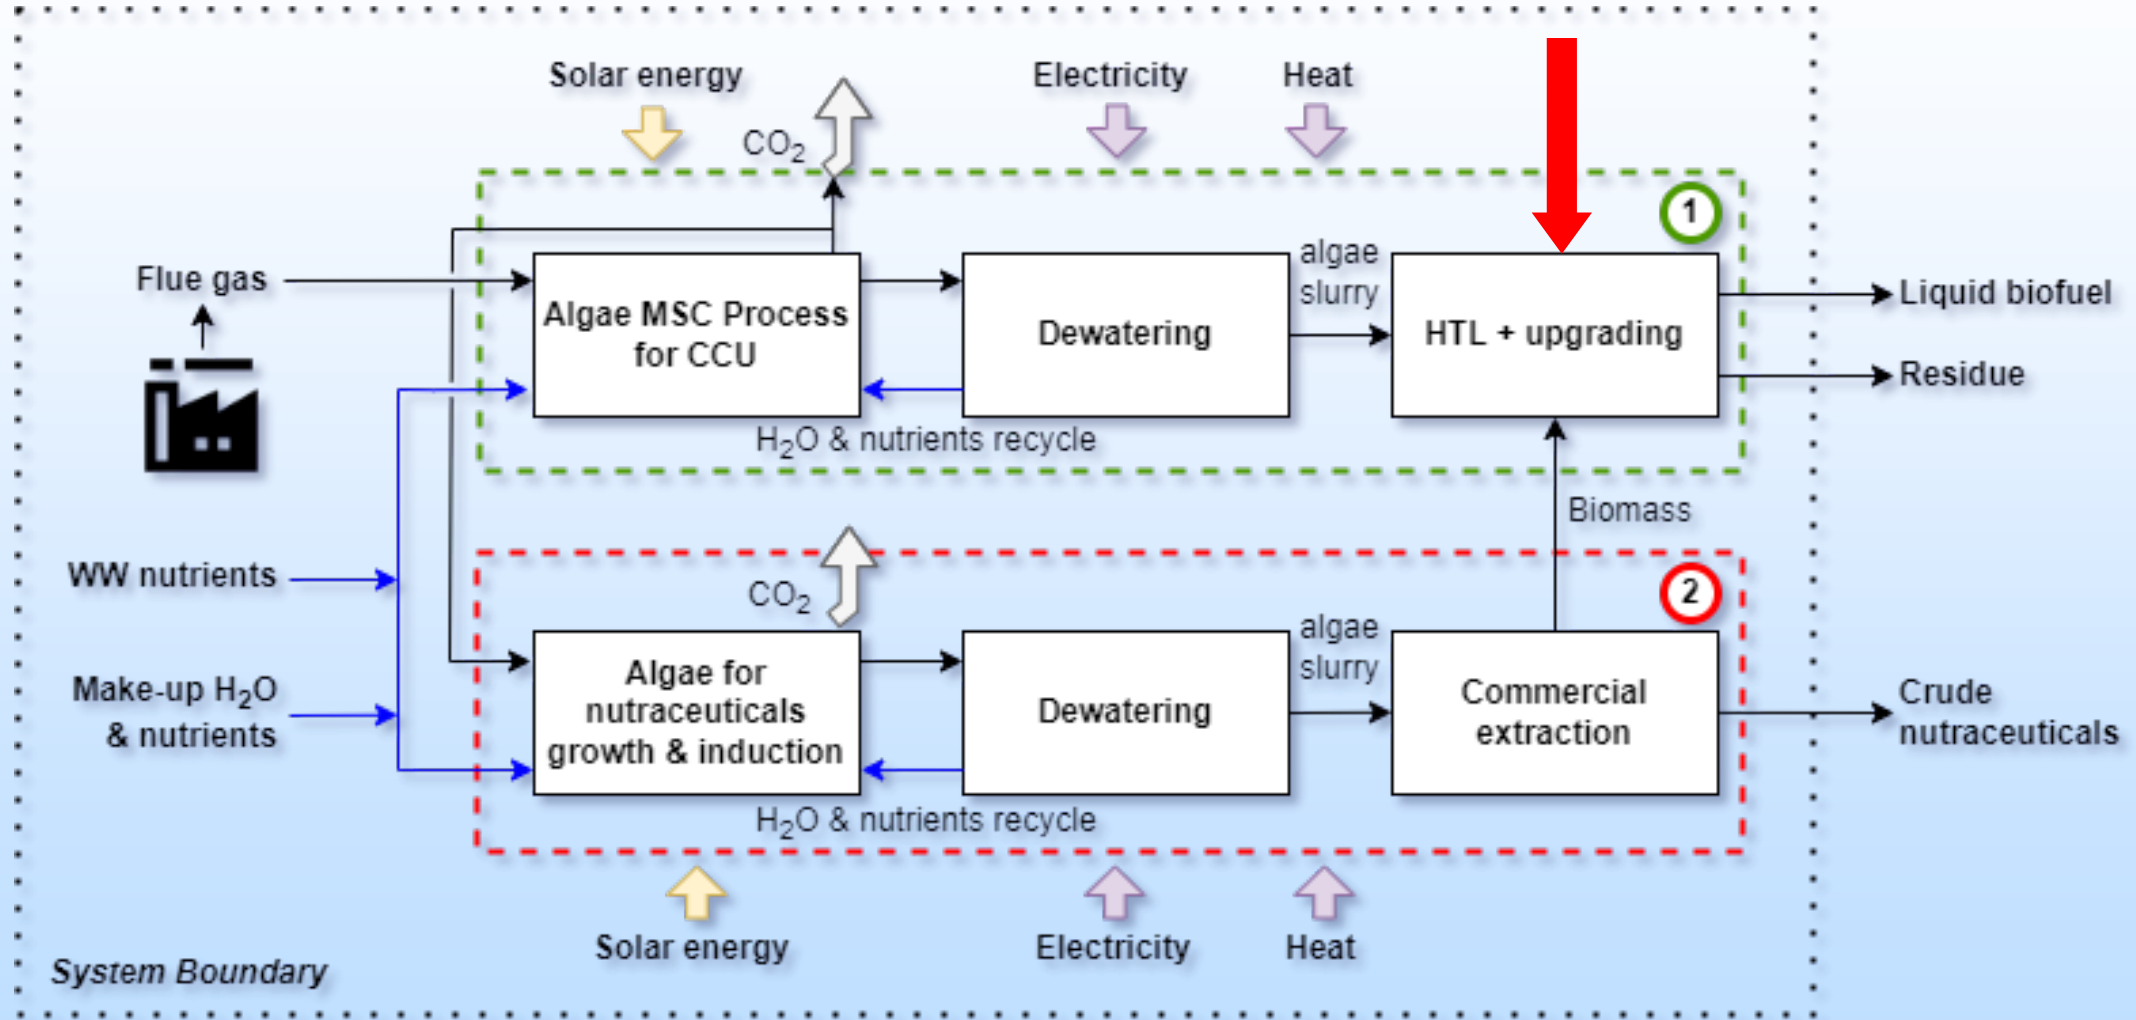 Solar energy
Electricity
Heat
CO2
1
Flue gas
Algae MSC Process
for CCU
Dewatering
algae
slurry
HTL + upgrading
Liquid biofuel
Residue
H2O & nutrients recycle
Biomass
WW nutrients
CO2
2
Make-up H2O
& nutrients
Algae for
nutraceuticals
growth & induction
Dewatering
algae
slurry
Commercial
extraction
Crude
nutraceuticals
H2O & nutrients recycle
Solar energy
Electricity
Heat
System Boundary